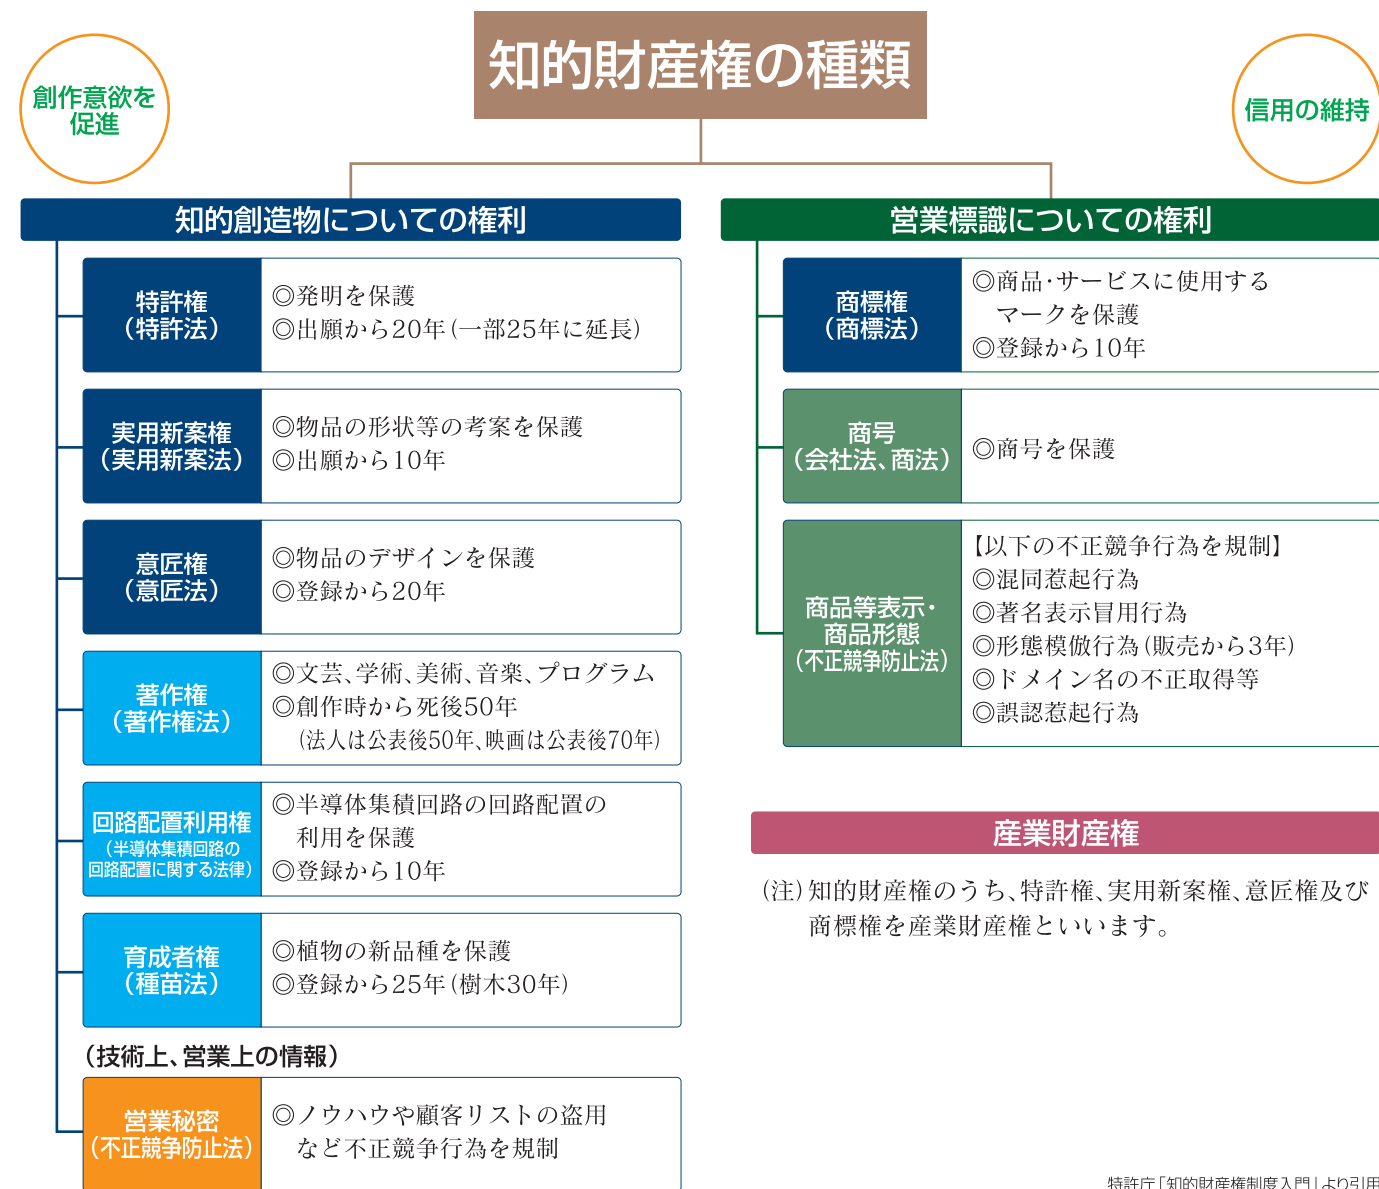 知的財産権の種類
創作意欲を
促進
信用の維持
知的創造物についての権利
特許権
（特許法）
◎発明を保護
◎出願から20年（一部25年に延長）
実用新案権
（実用新案法）
◎物品の形状等の考案を保護
◎出願から10年
意匠権
（意匠法）
◎物品のデザインを保護
◎登録から20年
著作権
（著作権法）
◎文芸、学術、美術、音楽、プログラム
◎創作時から死後50年
（法人は公表後50年、映画は公表後70年）
回路配置利用権
（半導体集積回路の
回路配置に関する法律）
◎半導体集積回路の回路配置の
利用を保護
◎登録から10年
育成者権
（種苗法）
◎植物の新品種を保護
◎登録から25年（樹木30年）
（技術上、営業上の情報）
営業秘密
（不正競争防止法）
◎ノウハウや顧客リストの盗用
など不正競争行為を規制
営業標識についての権利
商標権
（商標法）
◎商品・サービスに使用する
マークを保護
◎登録から10年
商号
（会社法、商法）
◎商号を保護
商品等表示・
商品形態
（不正競争防止法）
【以下の不正競争行為を規制】
◎混同惹起行為
◎著名表示冒用行為
◎形態模倣行為（販売から3年）
◎ドメイン名の不正取得等
◎誤認惹起行為
産業財産権
（注）知的財産権のうち、特許権、実用新案権、意匠権及び
商標権を産業財産権といいます。
特許庁「知的財産権制度入門」より引用